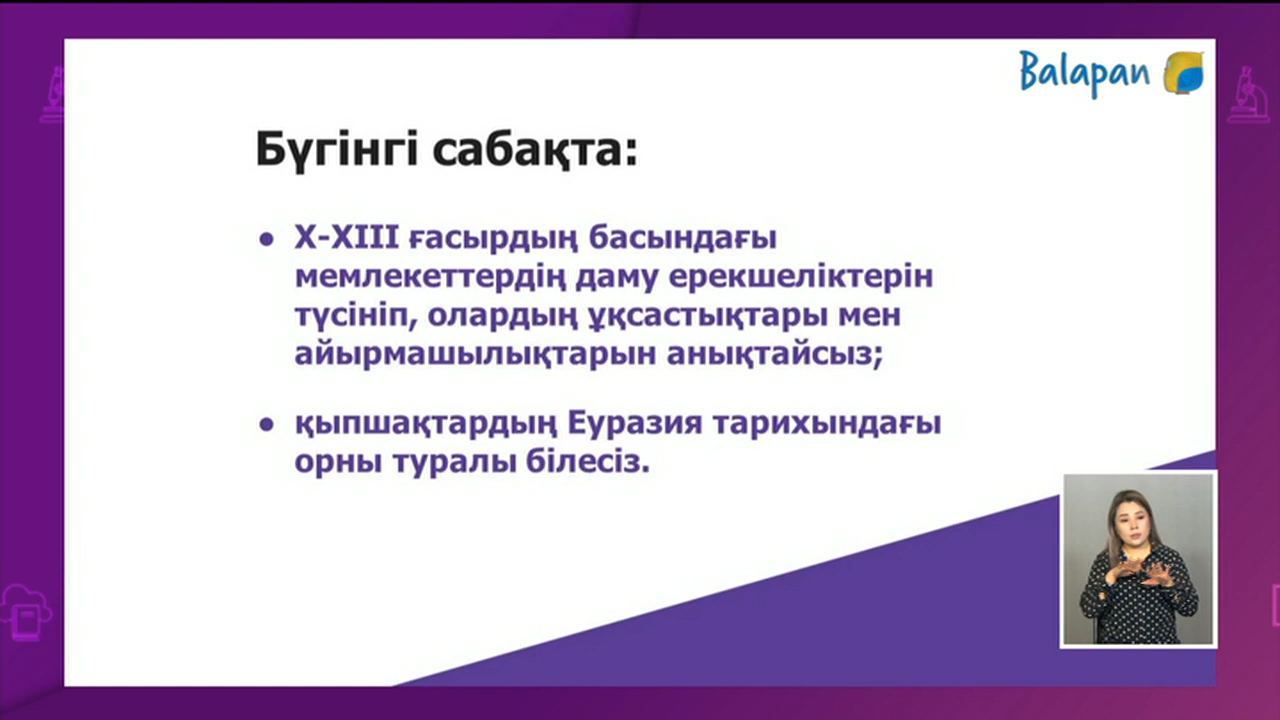 Balapan
Бүгінгі сабақта:
● X-XIII ғасырдың басындағы
мемлекеттердің даму ерекшеліктерін
түсініп, олардың ұқсастықтары мен
айырмашылықтарын анықтайсыз;
● қыпшақтардың Еуразия тарихындағы
орны туралы білесіз.